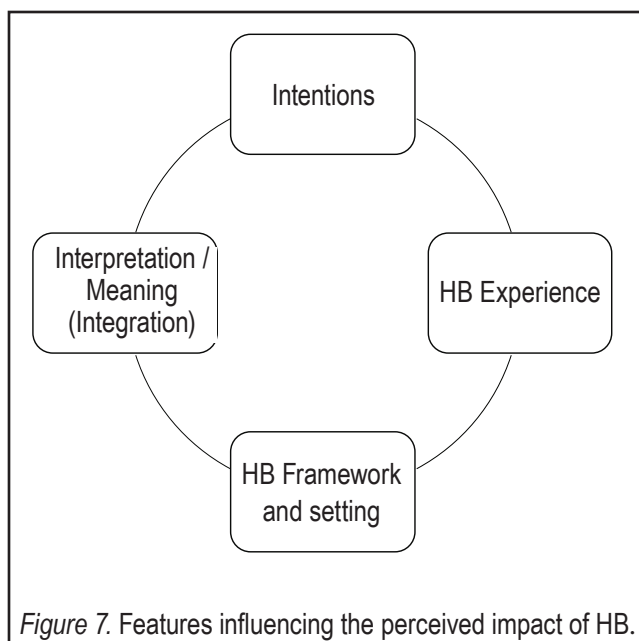 Intentions
Interpretation /
Meaning
(Integration)
HB Experience
HB Framework
and setting
Figure 7. Features influencing the perceived impact of HB.